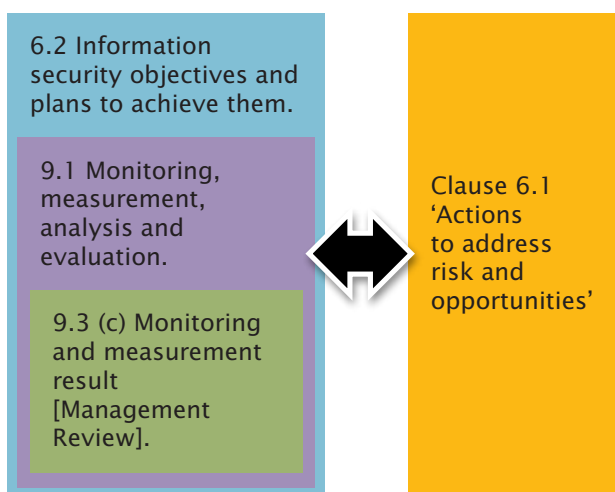 6.2 Information
security objectives and
plans to achieve them.
9.1 Monitoring,
measurement,
analysis and
evaluation.
9.3 (c) Monitoring
and measurement
result
[Management
Review].
Clause 6.1
‘Actions
to address
risk and
opportunities’